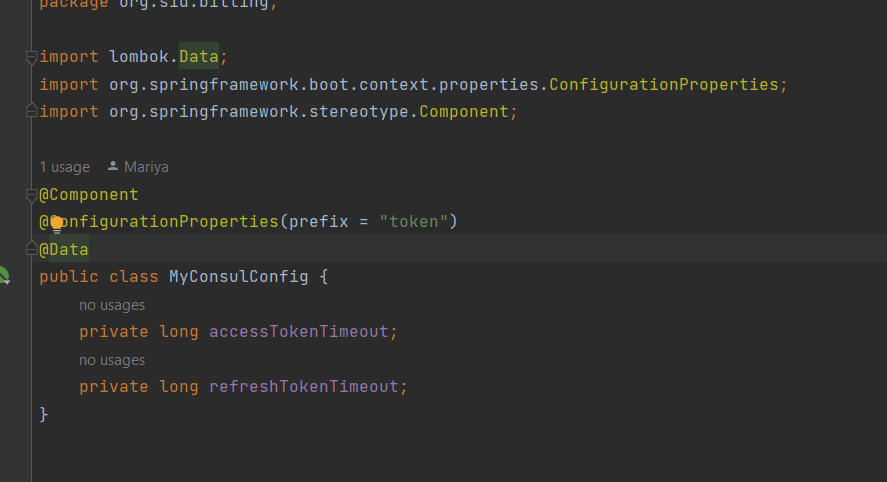 package org.sid.billing;
import lombok.Data;
import org.springframework.boot.context.properties.ConfigurationProperties;
import org.springframework.stereotype.Component;
1 usage Mariya
@Component
@ConfigurationProperties(prefix = "token")
@Data
public class MyConsulConfig {
no usages
private long accessTokenTimeout;
no usages
private long refreshTokenTimeout;
}